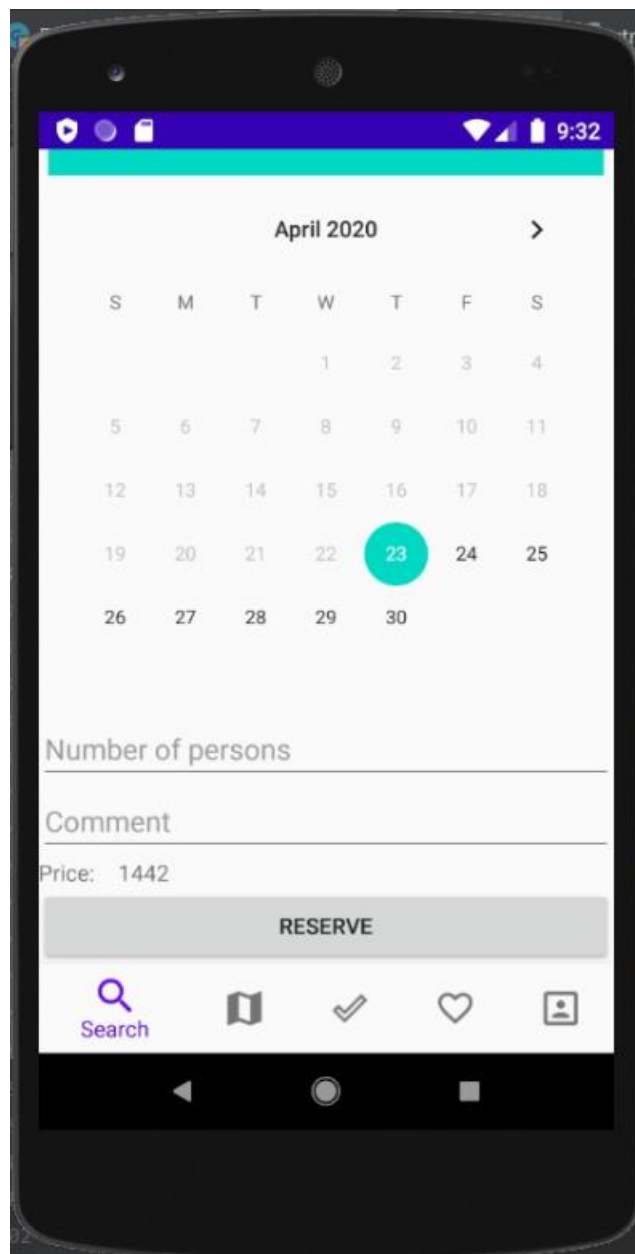 9:32
April 2020
S M T W T F S
1 2 3 4
5 6 7 8 9 10 11
12 13 14 15 16 17 18
19 20 21 22 23 24 25
26 27 28 29 30
Number of persons
Comment
Price: 1442
RESERVE
Search